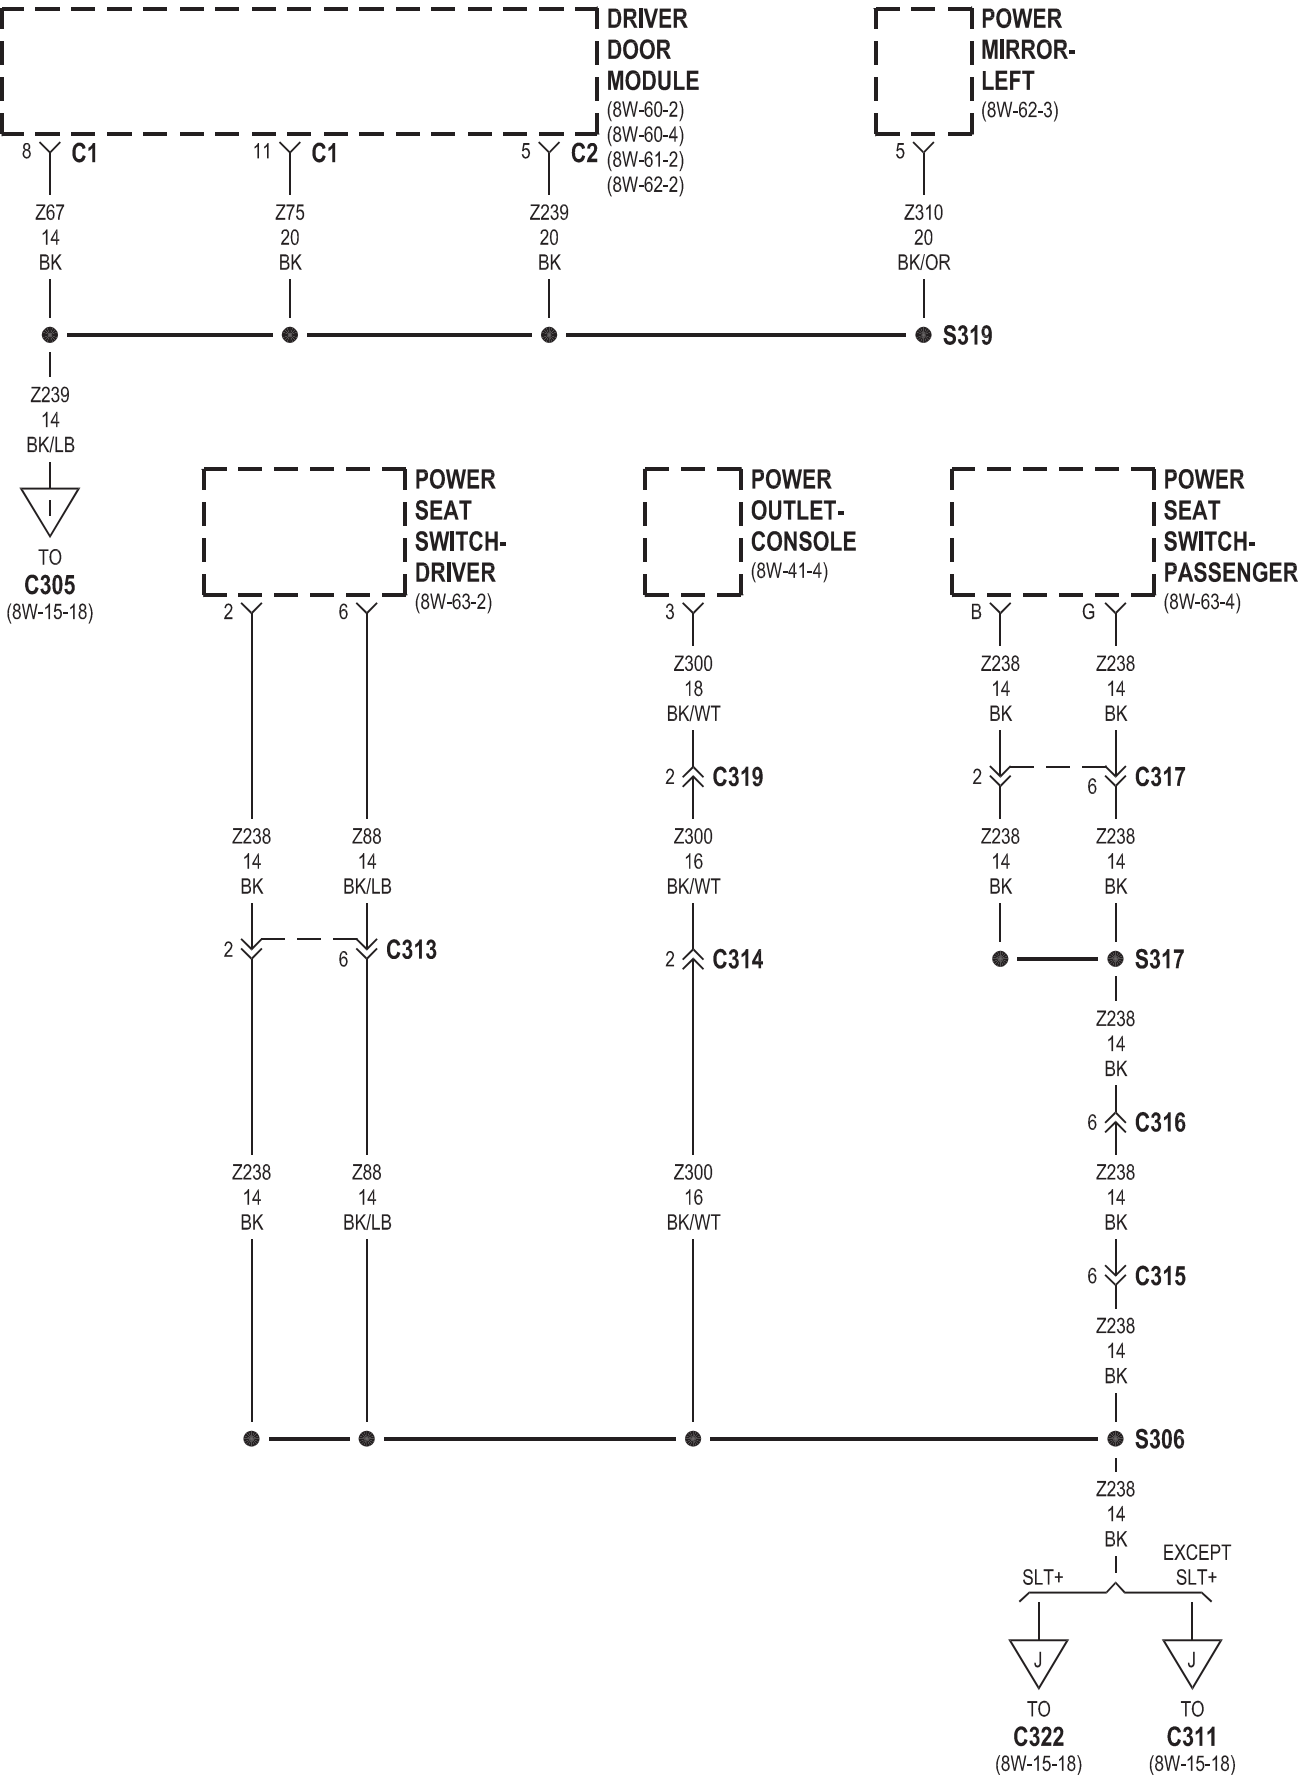 DRIVER
DOOR
MODULE
(8W-60-2)
(8W-60-4)
(8W-61-2)
(8W-62-2)
POWER
MIRROR-
LEFT
(8W-62-3)
8 C1
11 C1
5 C2
5
Z67
14
BK
Z75
20
BK
Z239
20
BK
Z310
20
BK/OR
S319
Z239
14
BK/LB
I
TO
C305
(8W-15-18)
POWER
SEAT
SWITCH-
DRIVER
(8W-63-2)
POWER
OUTLET-
CONSOLE
(8W-41-4)
POWER
SEAT
SWITCH-
PASSENGER
(8W-63-4)
2
6
3
B
G
Z300
18
BK/WT
Z238
14
BK
Z238
14
BK
2 C319
2
6 C317
Z238
14
BK
Z88
14
BK/LB
Z300
16
BK/WT
Z238
14
BK
Z238
14
BK
2
6 C313
2 C314
S317
Z238
14
BK
6 C316
Z238
14
BK
Z88
14
BK/LB
Z300
16
BK/WT
Z238
14
BK
6 C315
Z238
14
BK
S306
Z238
14
BK
SLT+
EXCEPT
SLT+
J
J
TO
C322
(8W-15-18)
TO
C311
(8W-15-18)